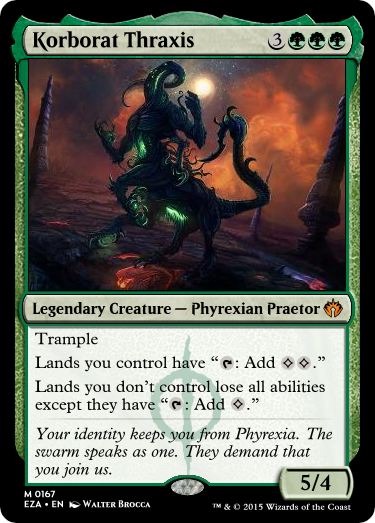 Korborat Thraxis 3
Legendary Creature — Phyrexian Praetor
Trample
Lands you control have “: Add .”
Lands you don’t control lose all abilities
except they have “: Add .”
Your identity keeps you from Phyrexia. The
swarm speaks as one. They demand that
you join us.
5/4
M 0167
EZA • EN Walter Brocca
™ & © 2015 Wizards of the Coast